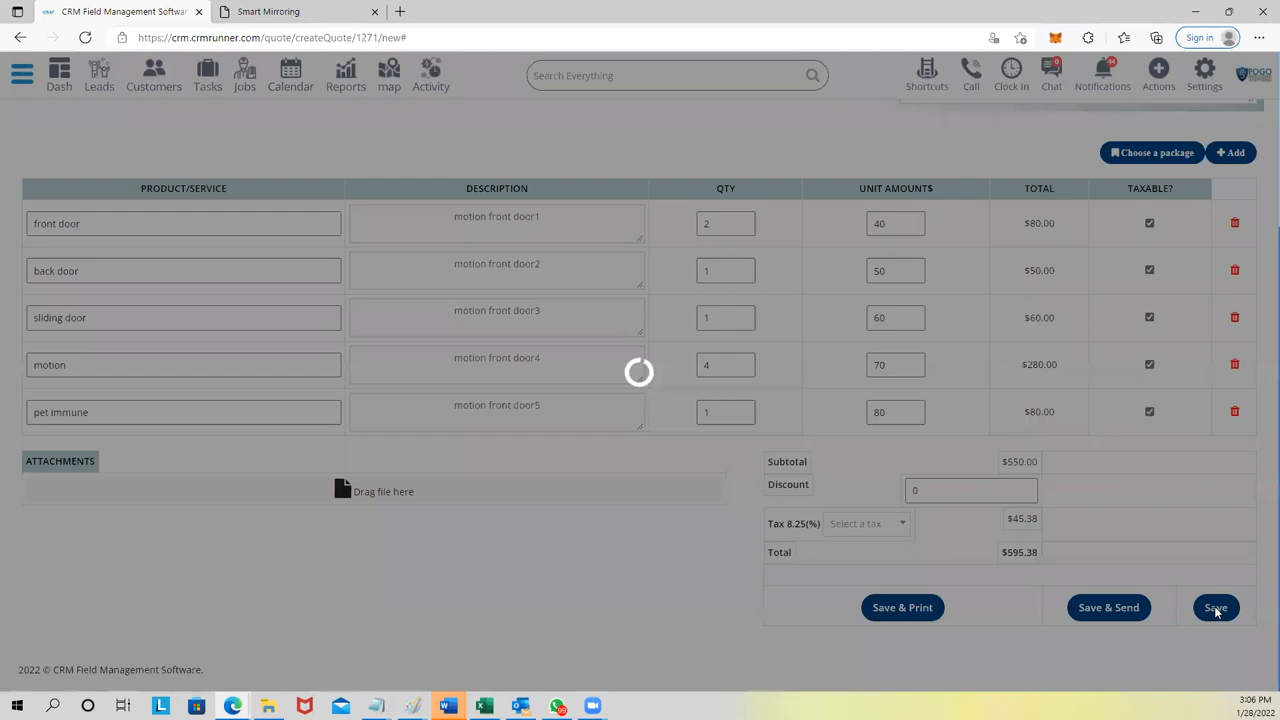 CRM Field Management Softwar
Smart Mirroring
https://crm.crmrunner.com/quote/createQuote/1271/new#
Sign in
Dash
Leads
Customers
Tasks
Jobs
Calendar
Reports
map
Activity
Search Everything
Shortcuts
Call
Clock In
0
Chat
44
Notifications
Actions
Settings
POGO
Choose a package
+ Add
PRODUCT/SERVICE DESCRIPTION QTY UNIT AMOUNT$ TOTAL TAXABLE?
front door motion front door1 2 40 $80.00
back door motion front door2 1 50 $50.00
sliding door motion front door3 1 60 $60.00
motion motion front door4 4 70 $280.00
pet immune motion front door5 1 80 $80.00
ATTACHMENTS
Drag file here
Subtotal $550.00
Discount 0
Tax 8.25(%) Select a tax $45.38
Total $595.38
Save & Print
Save & Send
Save
2022 © CRM Field Management Software.
99
3:06 PM
1/28/2022